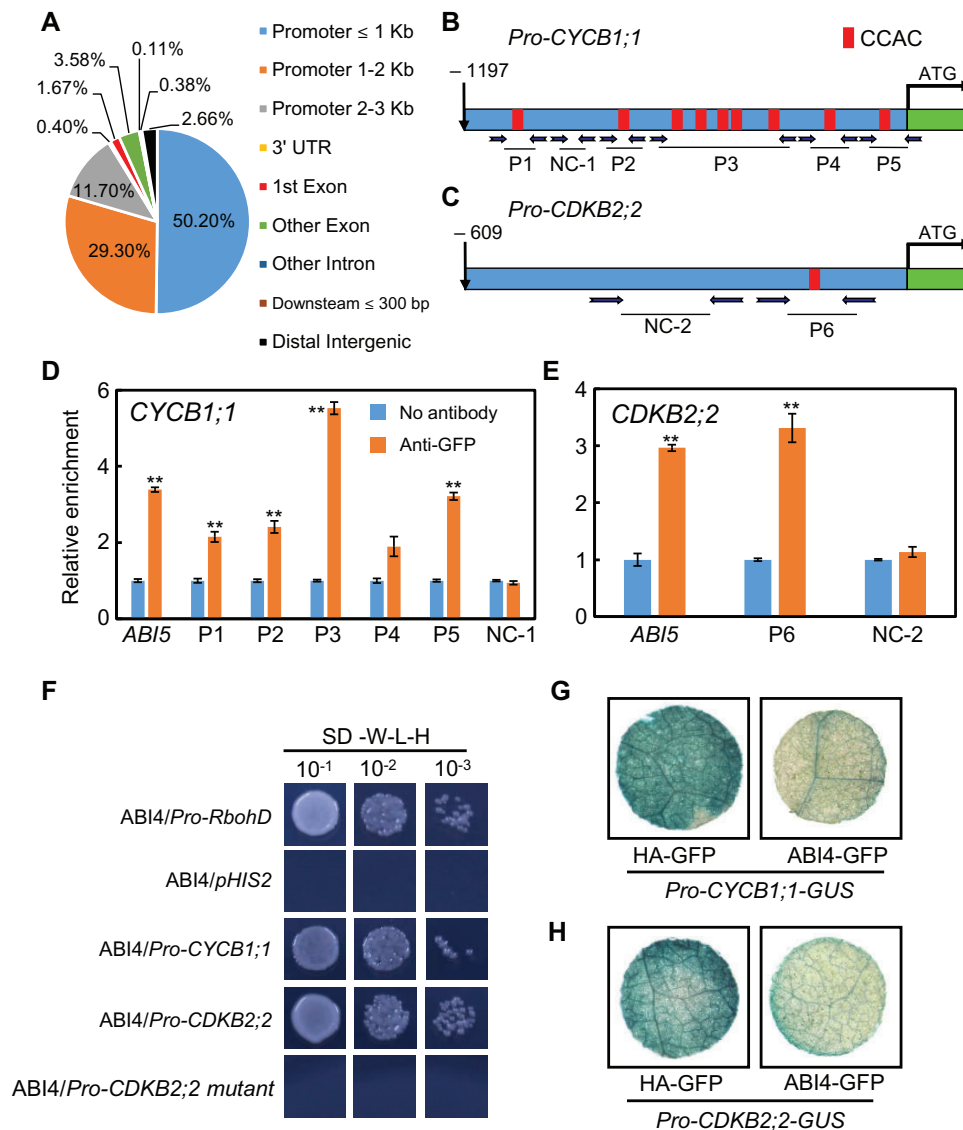 A
0.11%
3.58%
0.38%
1.67%
2.66%
0.40%
11.70%
50.20%
29.30%
Promoter ≤ 1 Kb
Promoter 1-2 Kb
Promoter 2-3 Kb
3' UTR
1st Exon
Other Exon
Other Intron
Downsteam ≤ 300 bp
Distal Intergenic
B
Pro-CYCB1;1
CCAC
– 1197
ATG
P1 NC-1 P2 P3 P4 P5
C
Pro-CDKB2;2
– 609
ATG
NC-2 P6
D
CYCB1;1
No antibody
Anti-GFP
Relative enrichment
6
4
2
0
** ** ** ** **
ABI5 P1 P2 P3 P4 P5 NC-1
E
CDKB2;2
4
3
2
1
0
** **
ABI5 P6 NC-2
F
SD -W-L-H
10-1 10-2 10-3
ABI4/Pro-RbohD
ABI4/pHIS2
ABI4/Pro-CYCB1;1
ABI4/Pro-CDKB2;2
ABI4/Pro-CDKB2;2 mutant
G
HA-GFP ABI4-GFP
Pro-CYCB1;1-GUS
H
HA-GFP ABI4-GFP
Pro-CDKB2;2-GUS